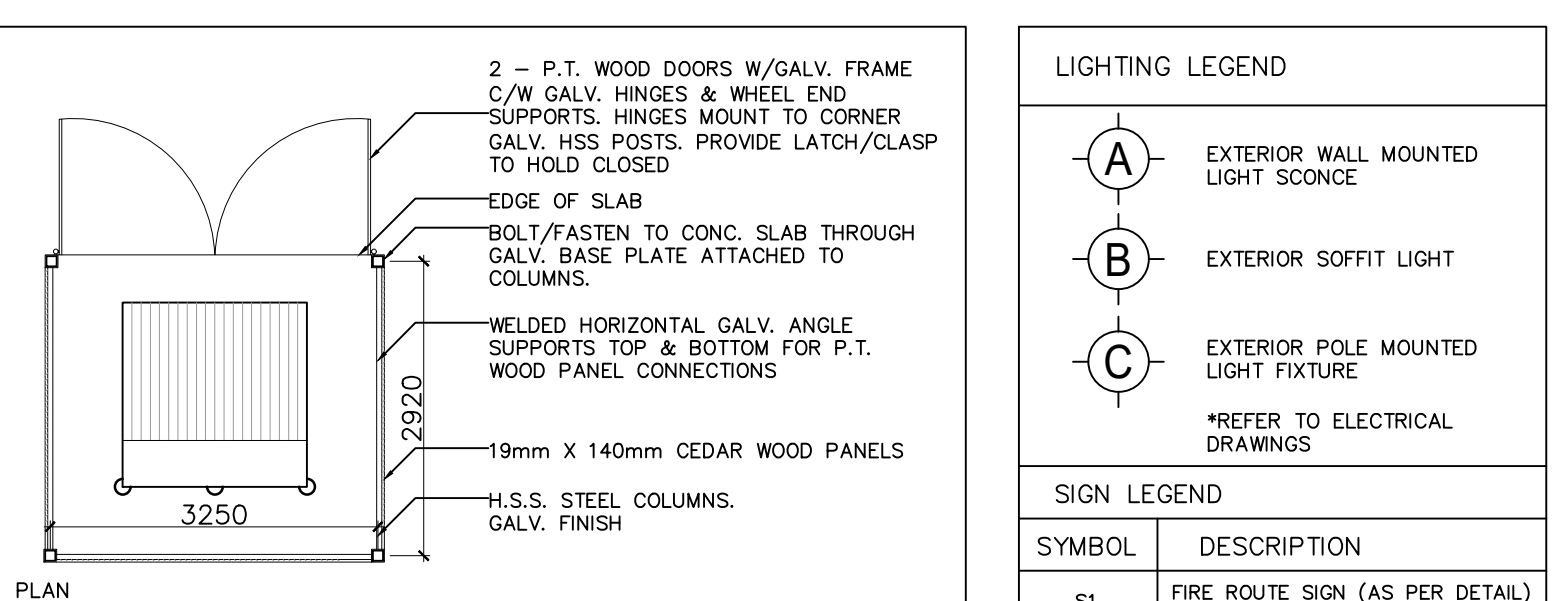 2 – P.T. WOOD DOORS W/GALV. FRAME
C/W GALV. HINGES & WHEEL END
SUPPORTS. HINGES MOUNT TO CORNER
GALV. HSS POSTS. PROVIDE LATCH/CLASP
TO HOLD CLOSED
EDGE OF SLAB
BOLT/FASTEN TO CONC. SLAB THROUGH
GALV. BASE PLATE ATTACHED TO
COLUMNS.
WELDED HORIZONTAL GALV. ANGLE
SUPPORTS TOP & BOTTOM FOR P.T.
WOOD PANEL CONNECTIONS
2920
19mm X 140mm CEDAR WOOD PANELS
3250
H.S.S. STEEL COLUMNS.
GALV. FINISH
PLAN
LIGHTING LEGEND
A
EXTERIOR WALL MOUNTED
LIGHT SCONCE
B
EXTERIOR SOFFIT LIGHT
C
EXTERIOR POLE MOUNTED
LIGHT FIXTURE
*REFER TO ELECTRICAL
DRAWINGS
SIGN LEGEND
SYMBOL
DESCRIPTION
S1
FIRE ROUTE SIGN (AS PER DETAIL)